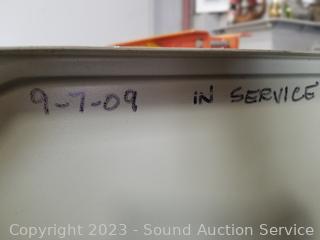 9-7-09 IN SERVICE
Copyright 2023 - Sound Auction Service